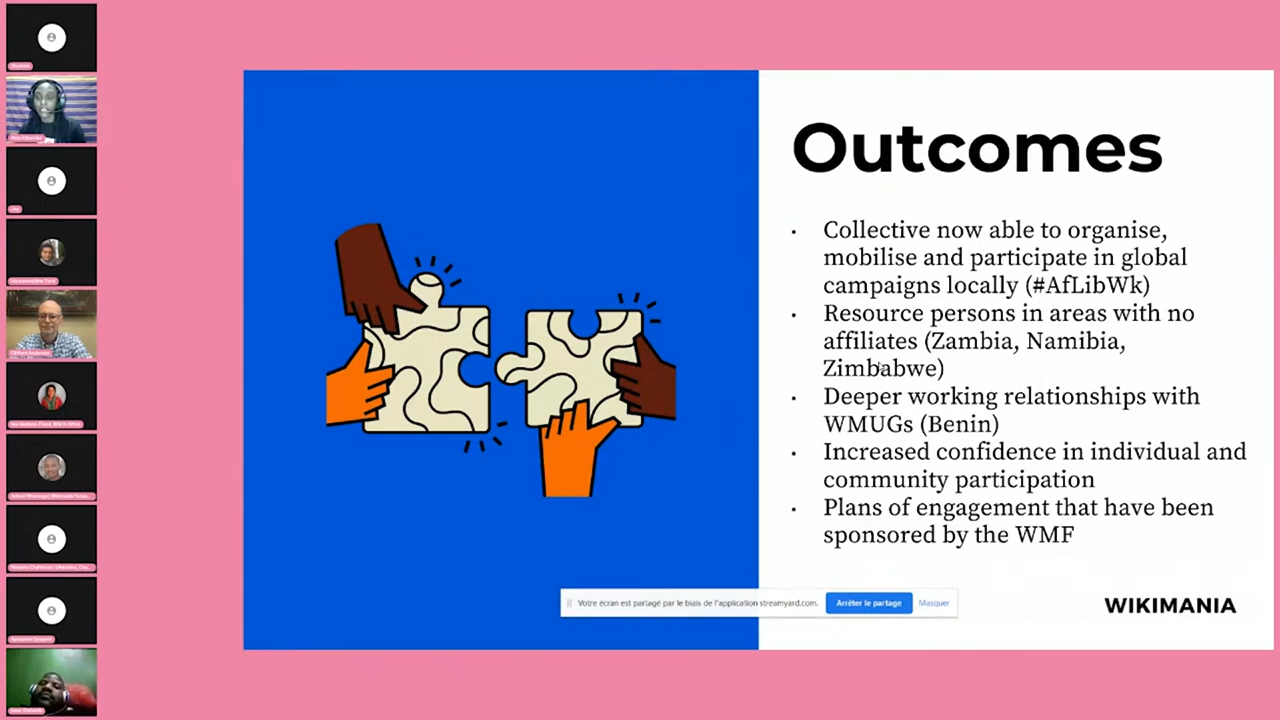 Outcomes
• Collective now able to organise,
mobilise and participate in global
campaigns locally (#AfLibWk)
• Resource persons in areas with no
affiliates (Zambia, Namibia,
Zimbabwe)
• Deeper working relationships with
WMUGs (Benin)
• Increased confidence in individual and
community participation
• Plans of engagement that have been
sponsored by the WMF
Votre écran est partagé par le biais de l'application streamyard.com. Arrêter le partage Masquer
WIKIMANIA